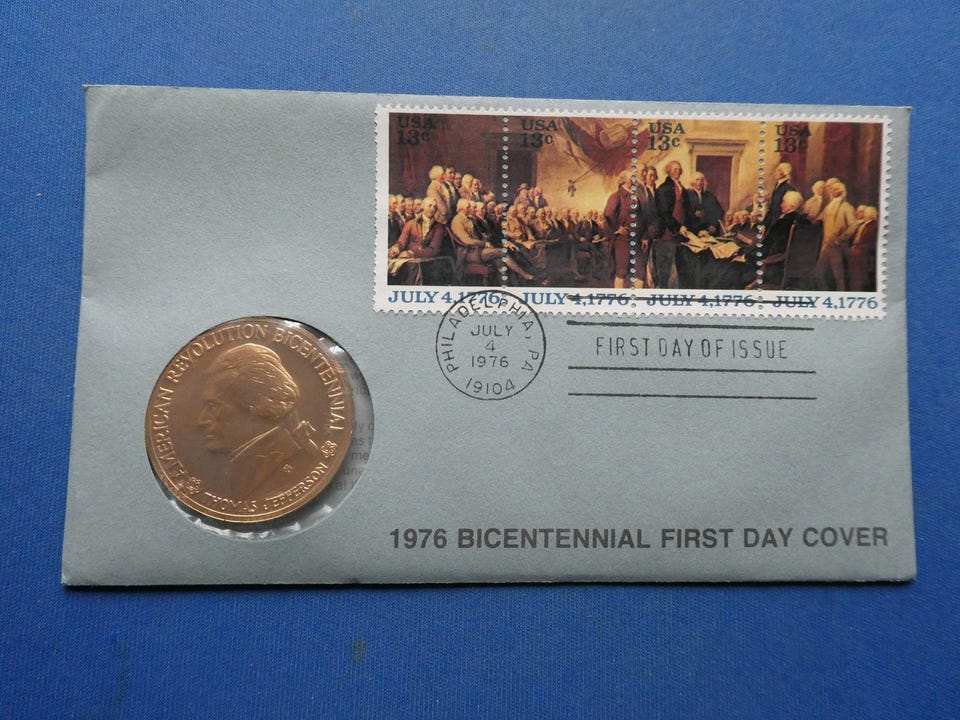 USA 13c
USA 13c
USA 13c
USA 13c
JULY 4,1776
JULY 4,1776
JULY 4,1776
JULY 4,1776
PHILADELPHIA, PA
JULY
4
1976
19104
FIRST DAY OF ISSUE
AMERICAN REVOLUTION BICENTENNIAL
THOMAS JEFFERSON
1976 BICENTENNIAL FIRST DAY COVER